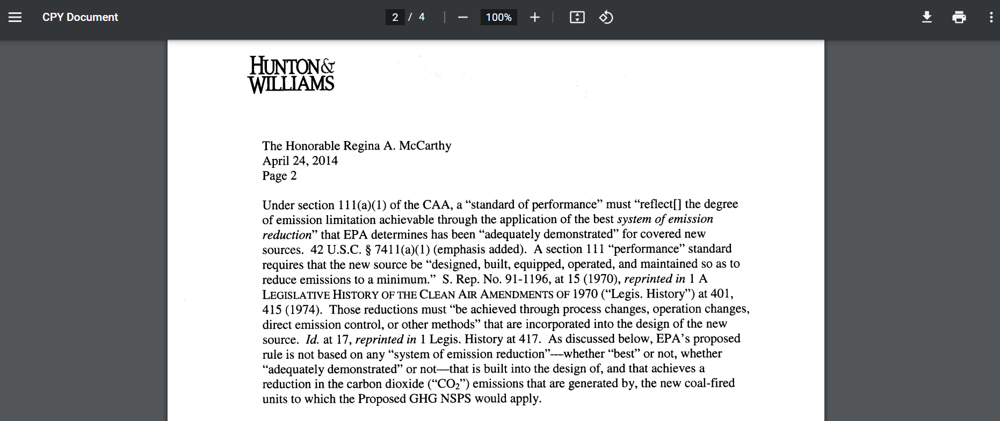 CPY Document
2 / 4
100%
HUNTON&
WILLIAMS
The Honorable Regina A. McCarthy
April 24, 2014
Page 2
Under section 111(a)(1) of the CAA, a “standard of performance” must “reflect[] the degree
of emission limitation achievable through the application of the best system of emission
reduction” that EPA determines has been “adequately demonstrated” for covered new
sources. 42 U.S.C. § 7411(a)(1) (emphasis added). A section 111 “performance” standard
requires that the new source be “designed, built, equipped, operated, and maintained so as to
reduce emissions to a minimum.” S. Rep. No. 91-1196, at 15 (1970), reprinted in 1 A
LEGISLATIVE HISTORY OF THE CLEAN AIR AMENDMENTS OF 1970 (“Legis. History”) at 401,
415 (1974). Those reductions must “be achieved through process changes, operation changes,
direct emission control, or other methods” that are incorporated into the design of the new
source. Id. at 17, reprinted in 1 Legis. History at 417. As discussed below, EPA’s proposed
rule is not based on any “system of emission reduction”—whether “best” or not, whether
“adequately demonstrated” or not—that is built into the design of, and that achieves a
reduction in the carbon dioxide (“CO₂”) emissions that are generated by, the new coal-fired
units to which the Proposed GHG NSPS would apply.